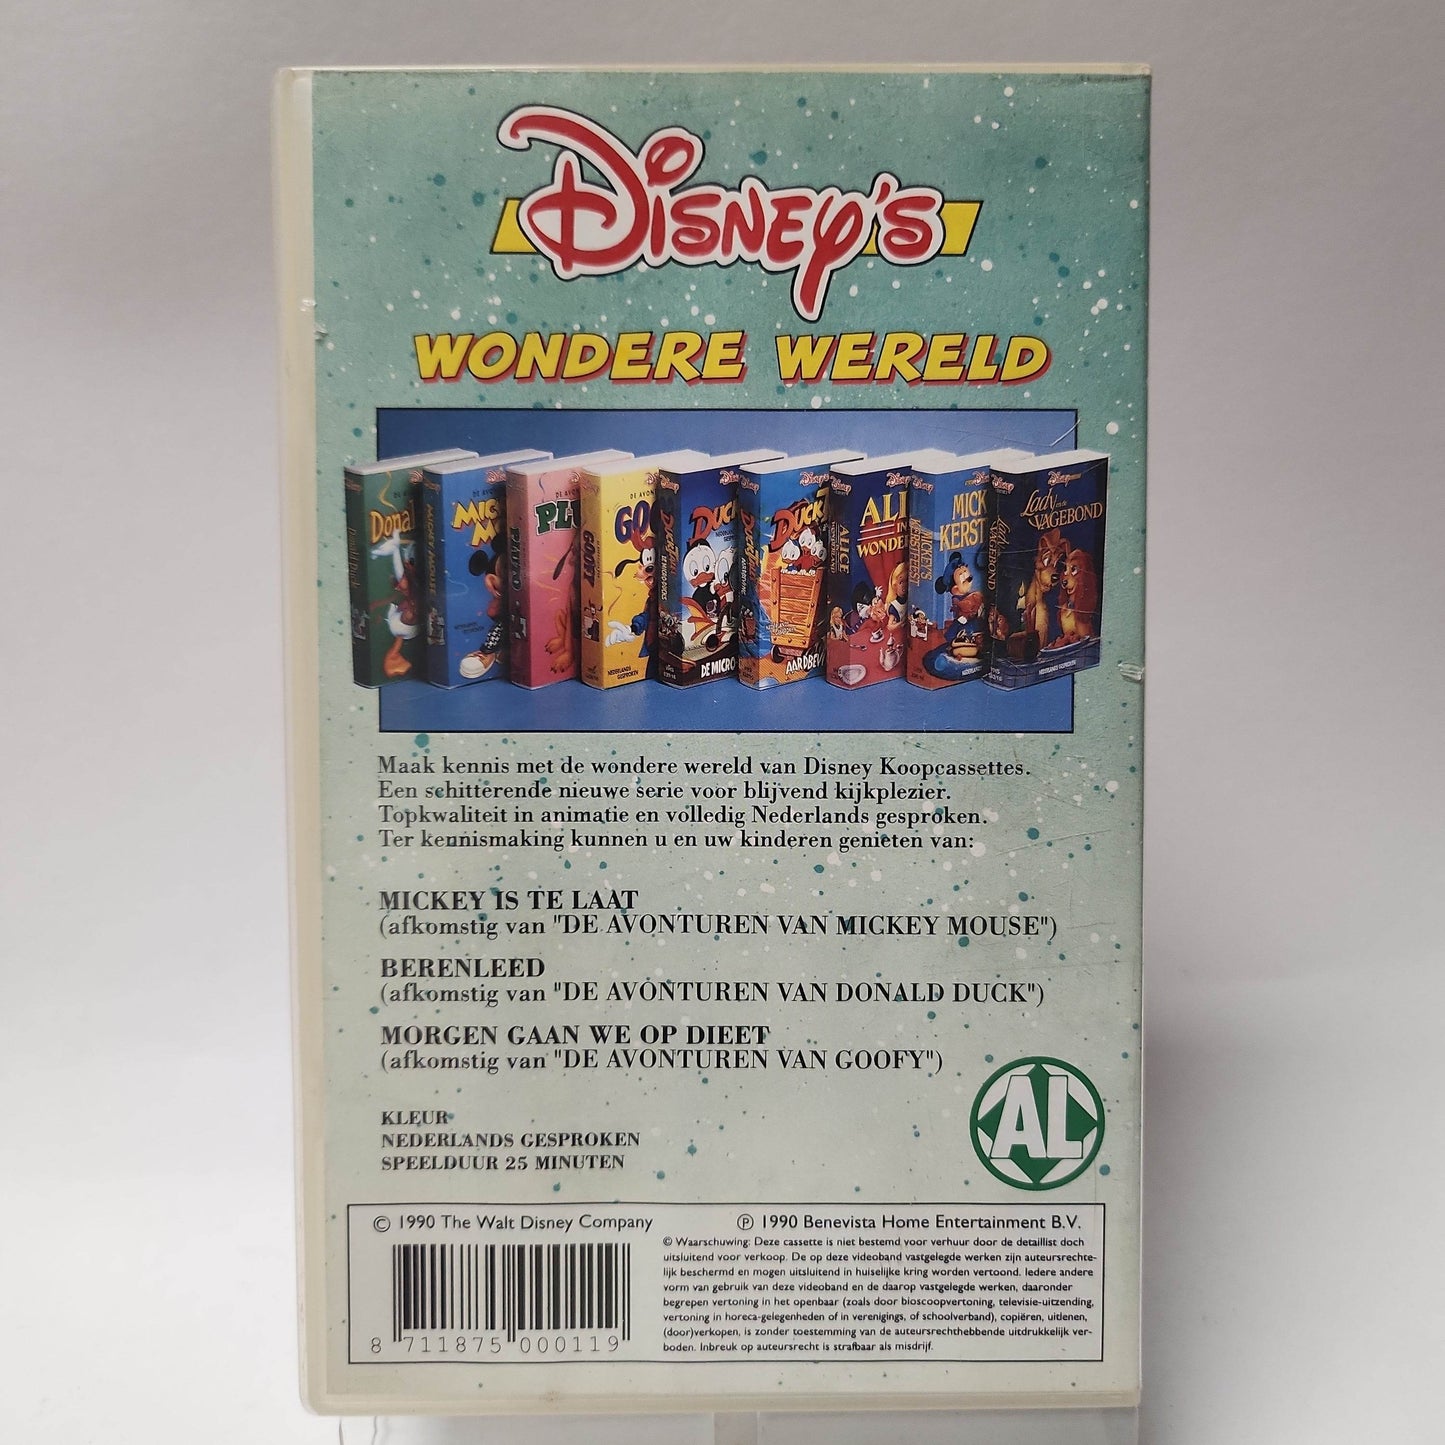 DISNEY'S
WONDERE WERELD
Maak kennis met de wondere wereld van Disney Koopcassettes.
Een schitterende nieuwe serie voor blijvend kijkplezier.
Topkwaliteit in animatie en volledig Nederlands gesproken.
Ter kennismaking kunnen u en uw kinderen genieten van:
MICKEY IS TE LAAT
(afkomstig van "DE AVONTUREN VAN MICKEY MOUSE")
BERENLEED
(afkomstig van "DE AVONTUREN VAN DONALD DUCK")
MORGEN GAAN WE OP DIEET
(afkomstig van "DE AVONTUREN VAN GOOFY")
KLEUR
NEDERLANDS GESPROKEN
SPEELDUUR 25 MINUTEN
AL
© 1990 The Walt Disney Company
℗ 1990 Benevista Home Entertainment B.V.
© Waarschuwing: Deze cassette is niet bestemd voor verhuur door de detaillist doch
uitsluitend voor verkoop. De op deze videoband vastgelegde werken zijn auteursrechte-
lijk beschermd en mogen uitsluitend in huiselijke kring worden vertoond. Iedere andere
vorm van gebruik van deze videoband en de daarop vastgelegde werken, daaronder
begrepen vertoning in het openbaar (zoals door bioscoopvertoning, televisie-uitzending,
vertoning in horeca-gelegenheden of in verenigings, of schoolverband), copiëren, uitlenen,
(door)verkopen, is zonder toestemming van de auteursrechthebbende uitdrukkelijk ver-
boden. Inbreuk op auteursrecht is strafbaar als misdrijf.
8 711875 000119